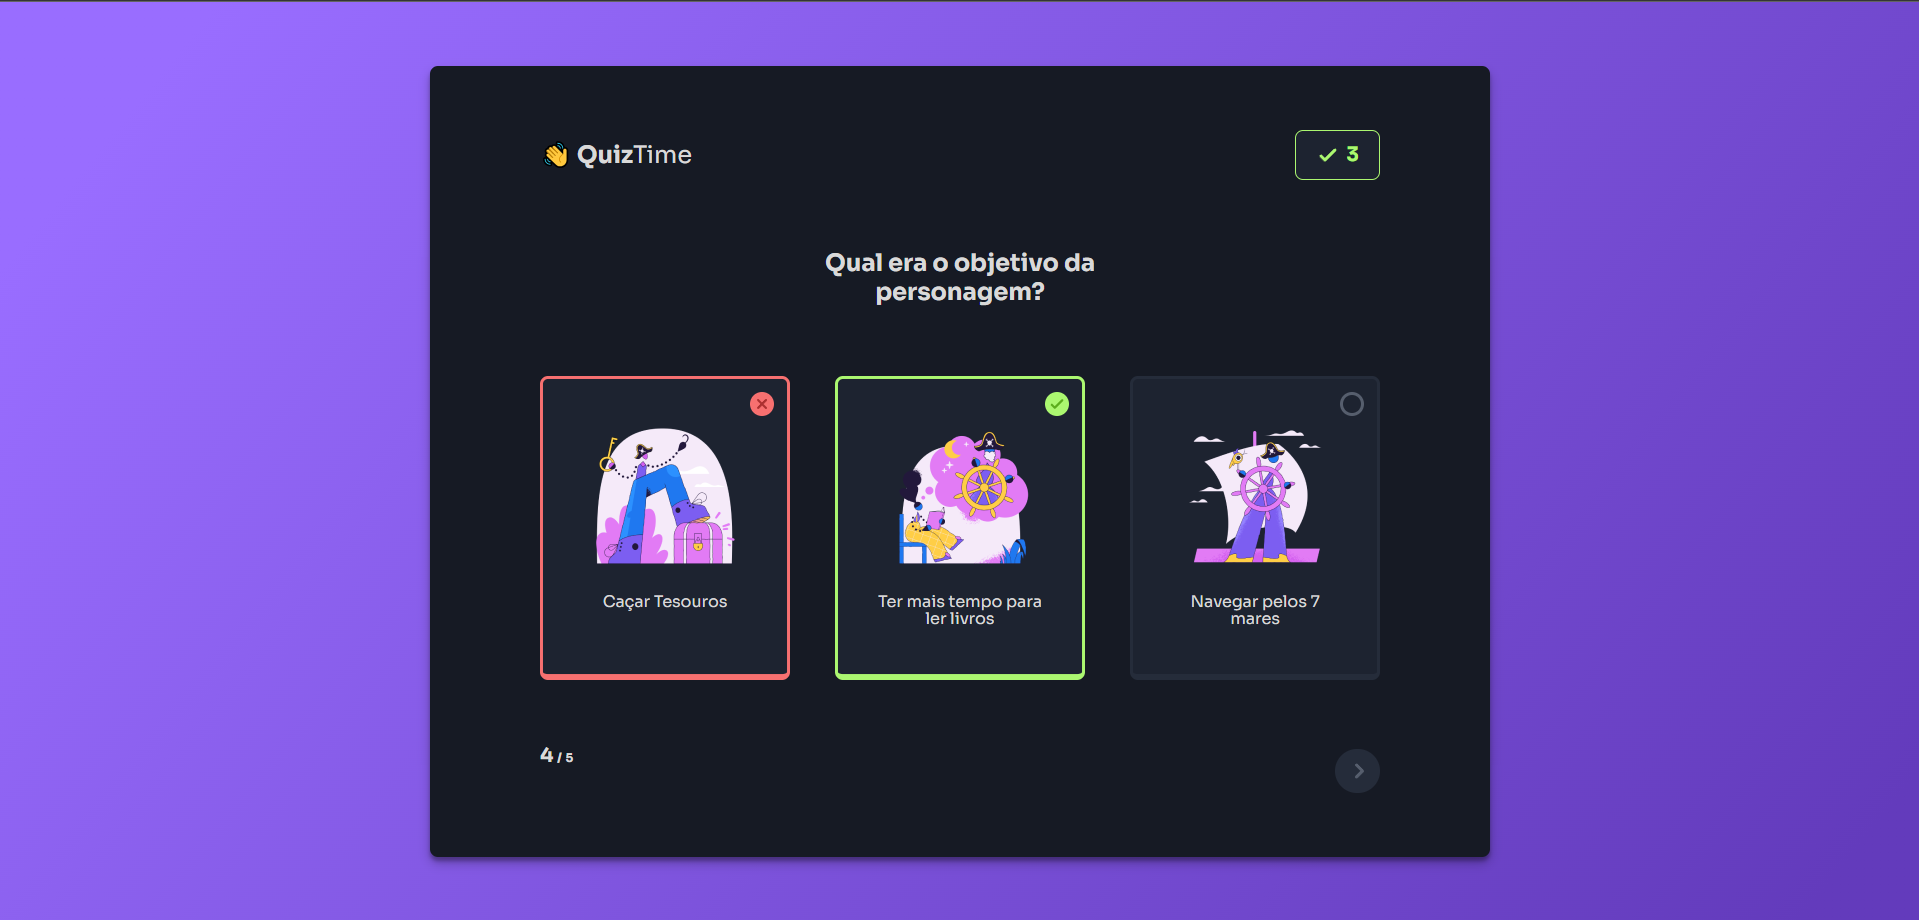 QuizTime
3
Qual era o objetivo da
personagem?
Caçar Tesouros
Ter mais tempo para
ler livros
Navegar pelos 7
mares
4 / 5